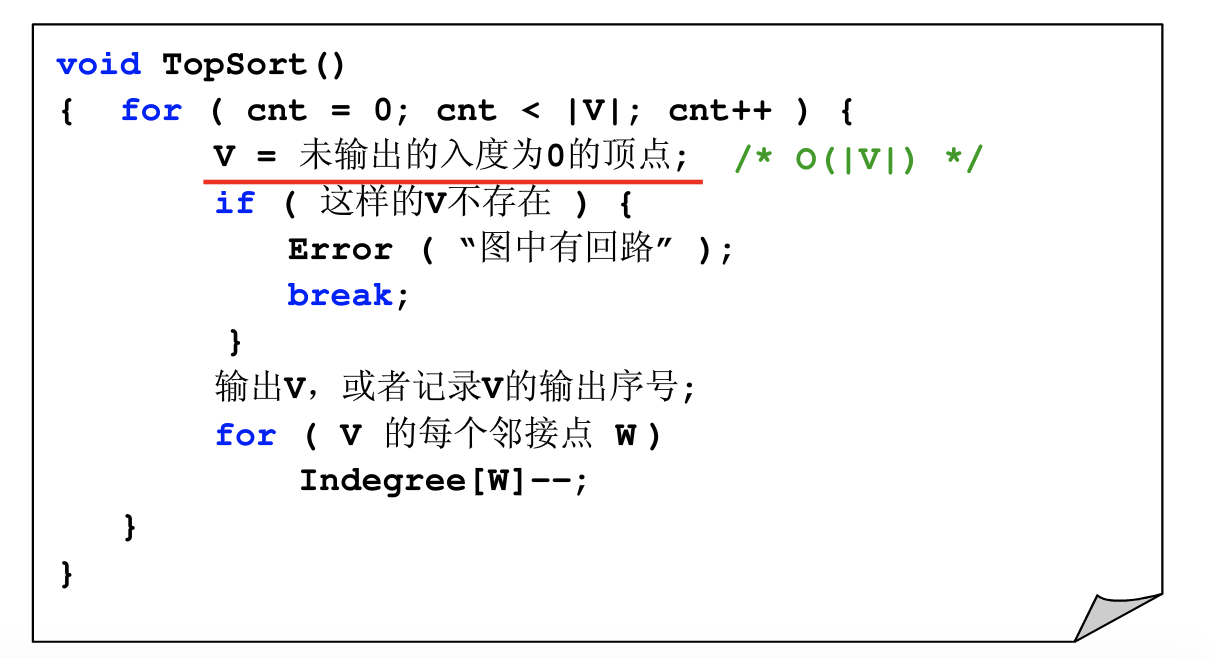 void TopSort()
{ for ( cnt = 0; cnt < |V|; cnt++ ) {
V = 未输出的入度为0的顶点; /* O(|V|) */
if ( 这样的V不存在 ) {
Error ( “图中有回路” );
break;
}
输出V，或者记录V的输出序号;
for ( V 的每个邻接点 W )
Indegree[W]––;
}
}